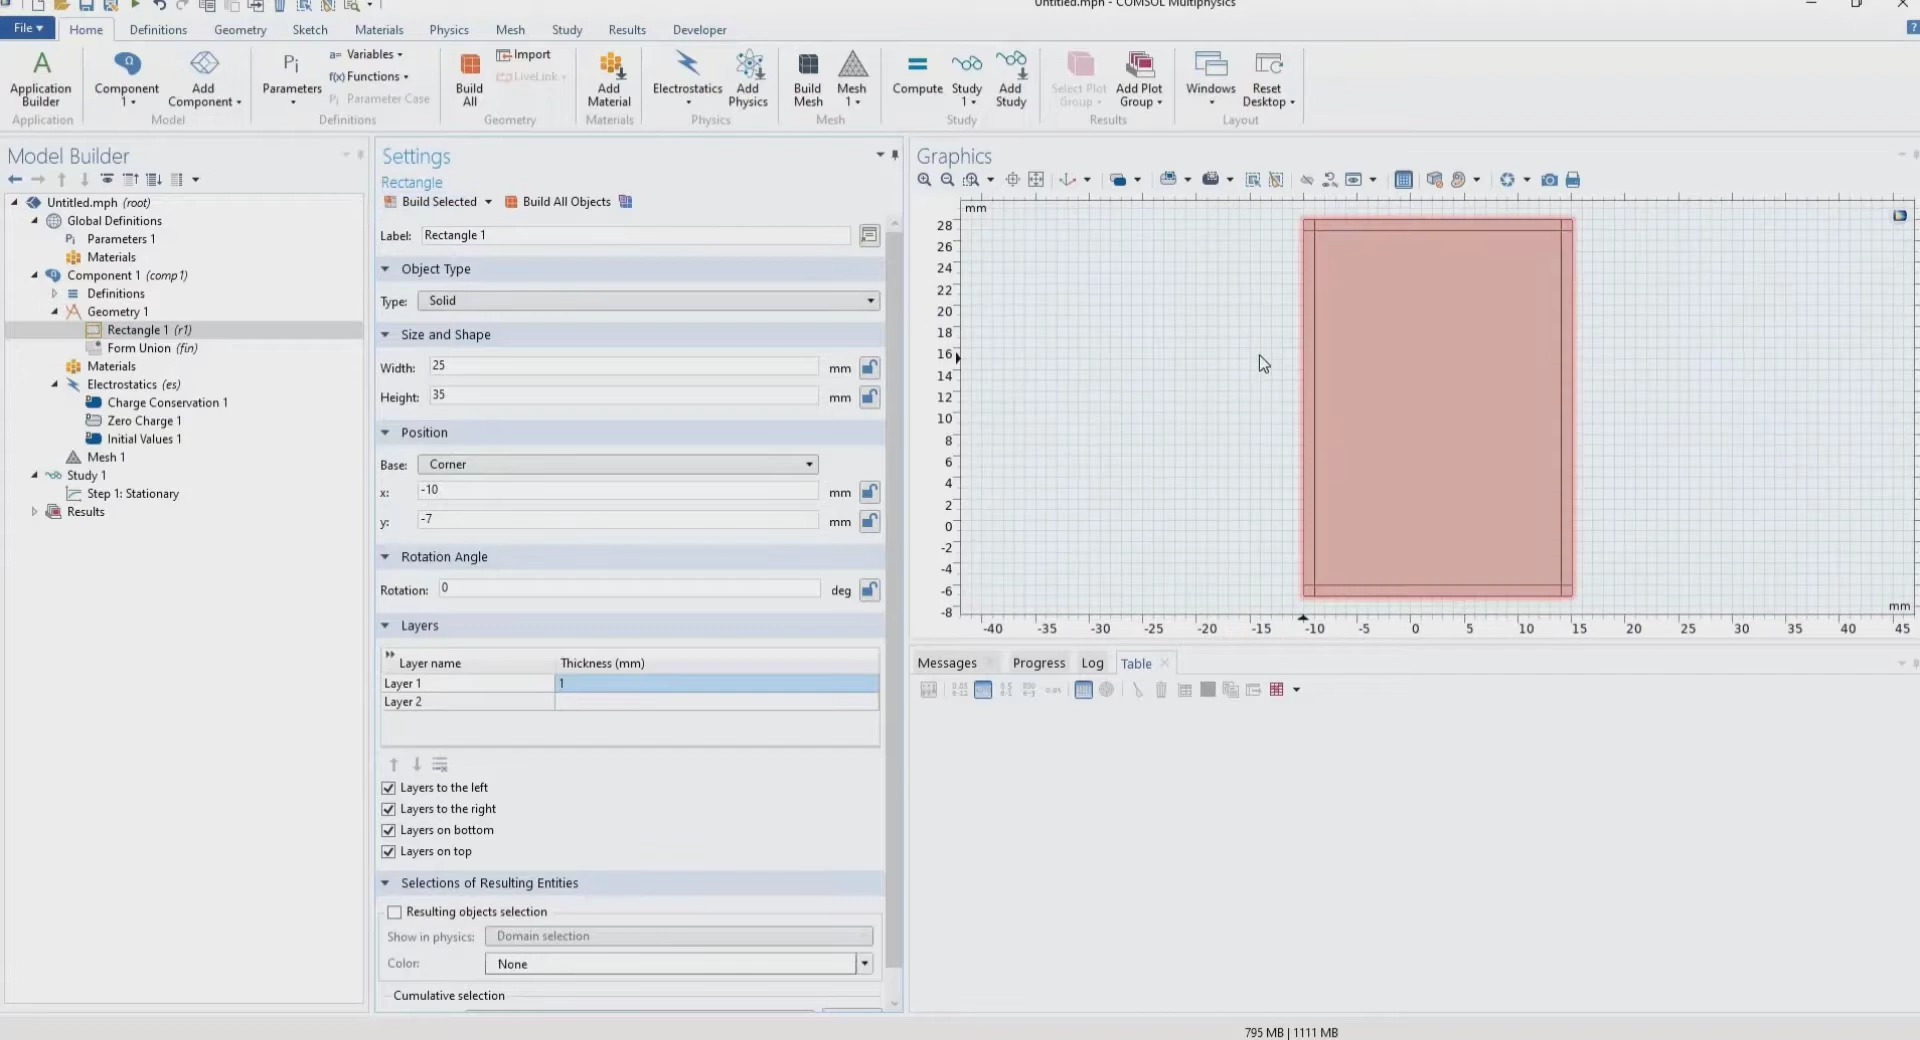 Untitled.mph - COMSOL Multiphysics
File Home Definitions Geometry Sketch Materials Physics Mesh Study Results Developer
Application Builder
Component 1
Add Component
Parameters
a= Variables
f(x) Functions
Pi Parameter Case
Build All
Import
LiveLink
Add Material
Electrostatics
Add Physics
Build Mesh
Mesh 1
Compute
Study 1
Add Study
Select Plot Group
Add Plot Group
Windows
Reset Desktop
Application Model Definitions Geometry Materials Physics Mesh Study Results Layout
Model Builder
Untitled.mph (root)
Global Definitions
Pi Parameters 1
Materials
Component 1 (comp1)
Definitions
Geometry 1
Rectangle 1 (r1)
Form Union (fin)
Materials
Electrostatics (es)
Charge Conservation 1
Zero Charge 1
Initial Values 1
Mesh 1
Study 1
Step 1: Stationary
Results
Settings
Rectangle
Build Selected Build All Objects
Label: Rectangle 1
Object Type
Type: Solid
Size and Shape
Width: 25 mm
Height: 35 mm
Position
Base: Corner
x: -10 mm
y: -7 mm
Rotation Angle
Rotation: 0 deg
Layers
Layer name Thickness (mm)
Layer 1 1
Layer 2
Layers to the left
Layers to the right
Layers on bottom
Layers on top
Selections of Resulting Entities
Resulting objects selection
Show in physics: Domain selection
Color: None
Cumulative selection
Graphics
mm
28
26
24
22
20
18
16
14
12
10
8
6
4
2
0
-2
-4
-6
-8
mm
-40 -35 -30 -25 -20 -15 -10 -5 0 5 10 15 20 25 30 35 40 45
Messages Progress Log Table
795 MB | 1111 MB